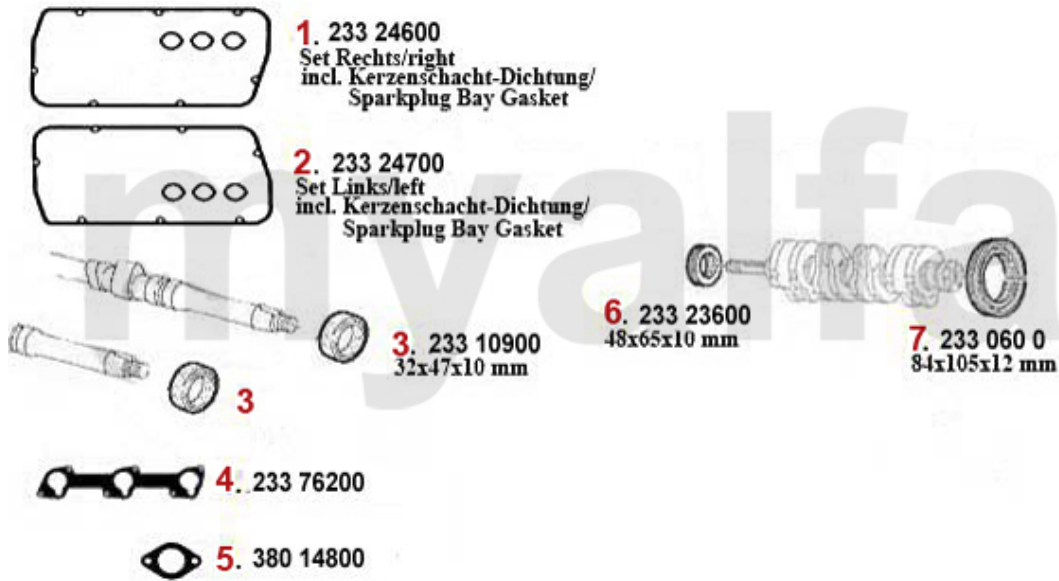 1. 233 24600
Set Rechts/right
incl. Kerzenschacht-Dichtung/
Sparkplug Bay Gasket
2. 233 24700
Set Links/left
incl. Kerzenschacht-Dichtung/
Sparkplug Bay Gasket
3. 233 10900
32x47x10 mm
3
6. 233 23600
48x65x10 mm
7. 233 060 0
84x105x12 mm
4. 233 76200
5. 380 14800
myalfa